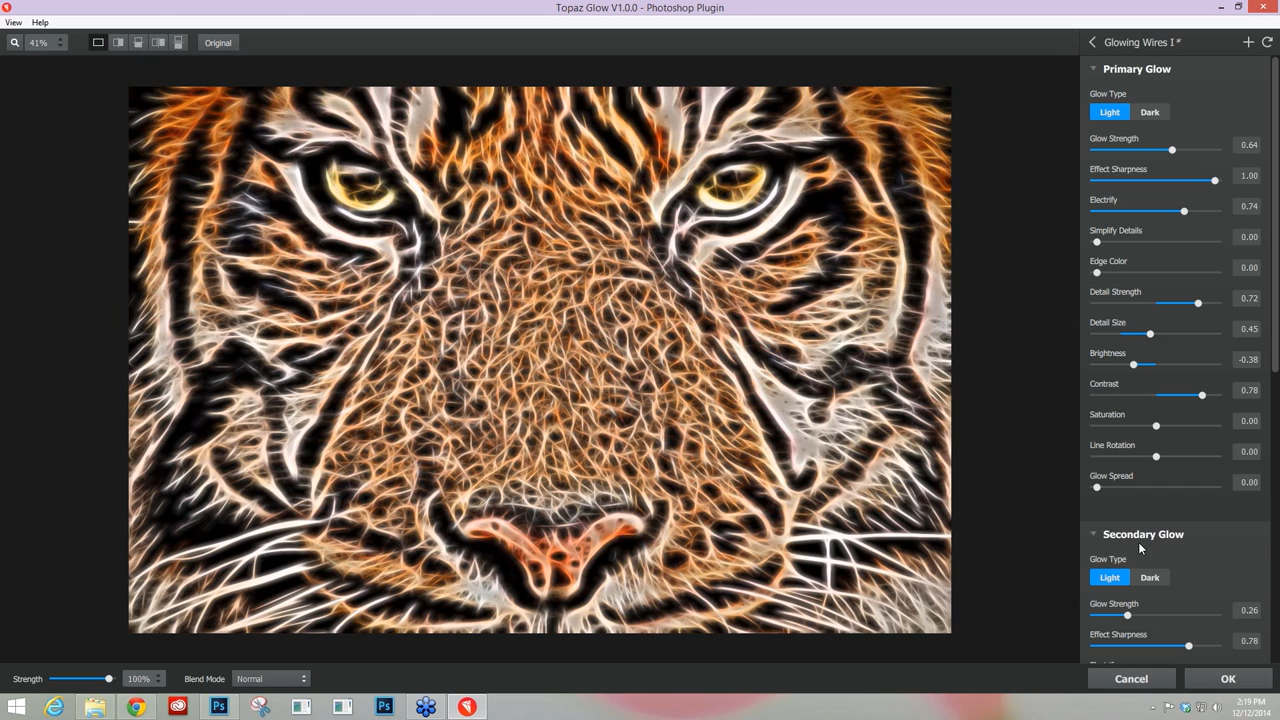 Topaz Glow V1.0.0 - Photoshop Plugin
View Help
41% Original Glowing Wires I*
Primary Glow
Glow Type
Light Dark
Glow Strength 0.64
Effect Sharpness 1.00
Electrify 0.74
Simplify Details 0.00
Edge Color 0.00
Detail Strength 0.72
Detail Size 0.45
Brightness -0.38
Contrast 0.78
Saturation 0.00
Line Rotation 0.00
Glow Spread 0.00
Secondary Glow
Glow Type
Light Dark
Glow Strength 0.26
Effect Sharpness 0.78
Strength 100% Blend Mode Normal Cancel OK
Ps Ps
2:19 PM
12/12/2014